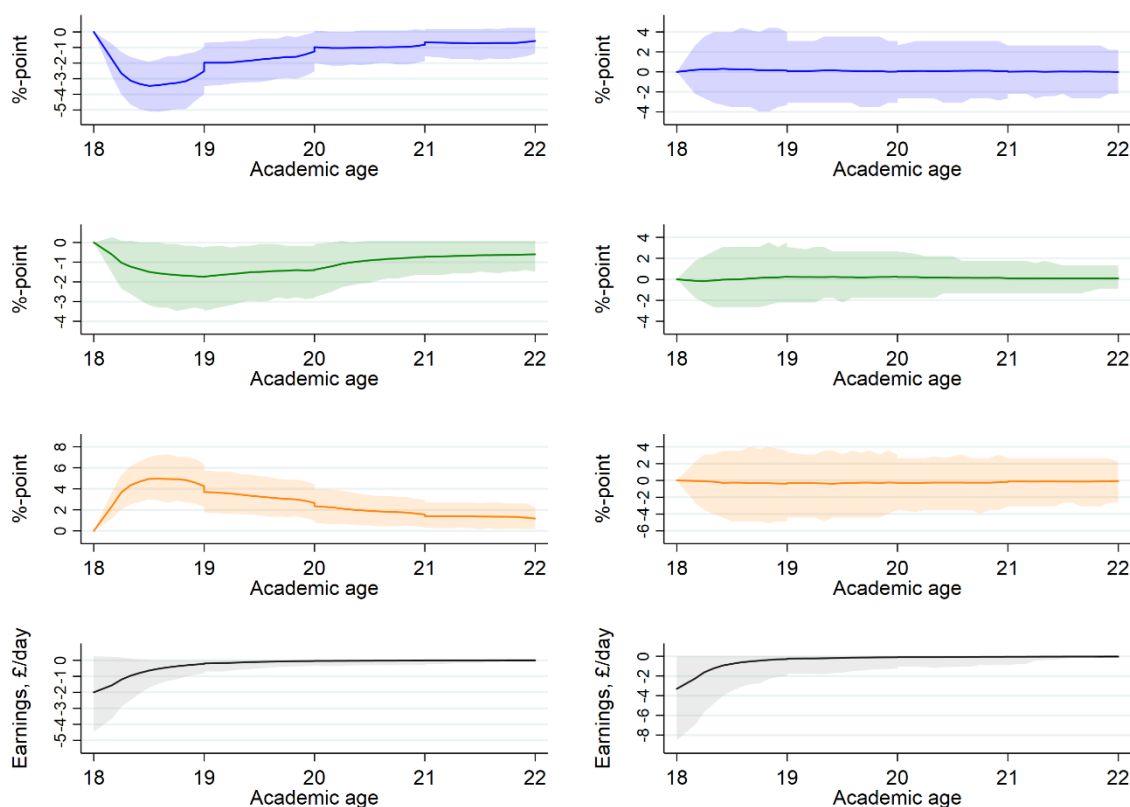 %-point
-5 -4 -3 -2 -1 0
18 19 20 21 22
Academic age
%-point
-4 -2 0 2 4
18 19 20 21 22
Academic age
%-point
-4 -3 -2 -1 0
18 19 20 21 22
Academic age
%-point
-4 -2 0 2 4
18 19 20 21 22
Academic age
%-point
0 2 4 6 8
18 19 20 21 22
Academic age
%-point
-6 -4 -2 0 2 4
18 19 20 21 22
Academic age
Earnings, £/day
-5 -4 -3 -2 -1 0
18 19 20 21 22
Academic age
Earnings, £/day
-8 -6 -4 -2 0
18 19 20 21 22
Academic age